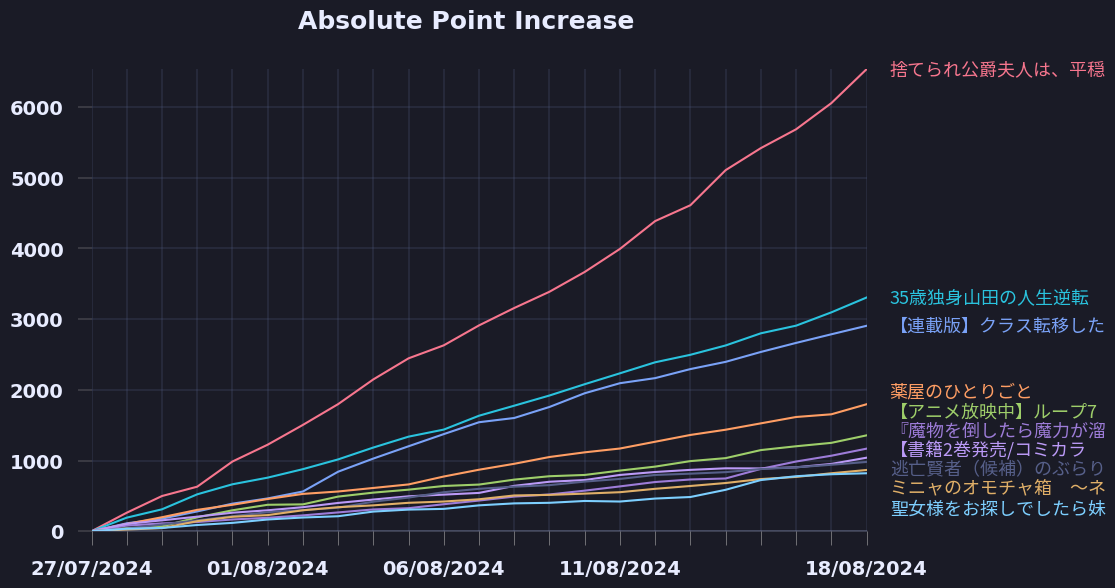 Absolute Point Increase
捨てられ公爵夫人は、平穏
6000
5000
4000
35歳独身山田の人生逆転
3000
【連載版】クラス転移した
2000
薬屋のひとりごと
【アニメ放映中】ループ7
『魔物を倒したら魔力が溜
1000
【書籍2巻発売/コミカラ
逃亡賢者（候補）のぶらり
ミニャのオモチャ箱　～ネ
聖女様をお探しでしたら妹
0
27/07/2024
01/08/2024
06/08/2024
11/08/2024
18/08/2024